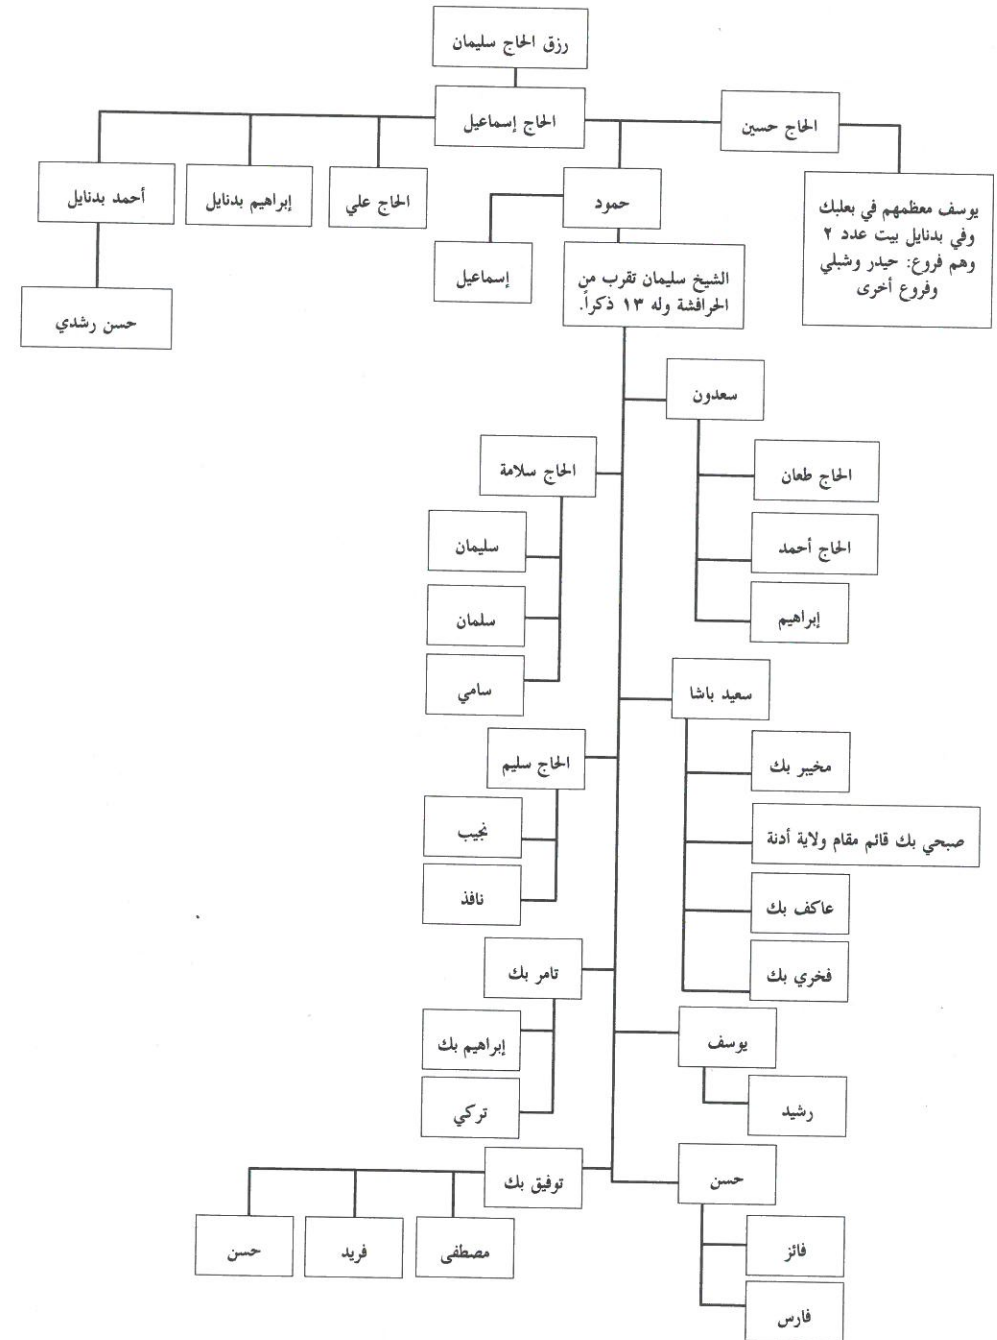 رزق الحاج سليمان
الحاج حسين
الحاج إسماعيل
يوسف معظمهم في بعلبك
وفي بدنايل بيت عدد ٢
وهم فروع: حيدر وشبلي
وفروع أخرى
حمود
الحاج علي
إبراهيم بدنايل
أحمد بدنايل
إسماعيل
حسن رشدي
الشيخ سليمان تقرب من
الحرافشة وله ١٣ ذكراً.
سعدون
الحاج طعان
الحاج أحمد
إبراهيم
الحاج سلامة
سليمان
سلمان
سامي
سعيد باشا
مخيبر بك
صبحي بك قائم مقام ولاية أدنة
عاكف بك
فخري بك
الحاج سليم
نجيب
نافذ
تامر بك
إبراهيم بك
تركي
يوسف
رشيد
حسن
فائز
فارس
توفيق بك
مصطفى
فريد
حسن